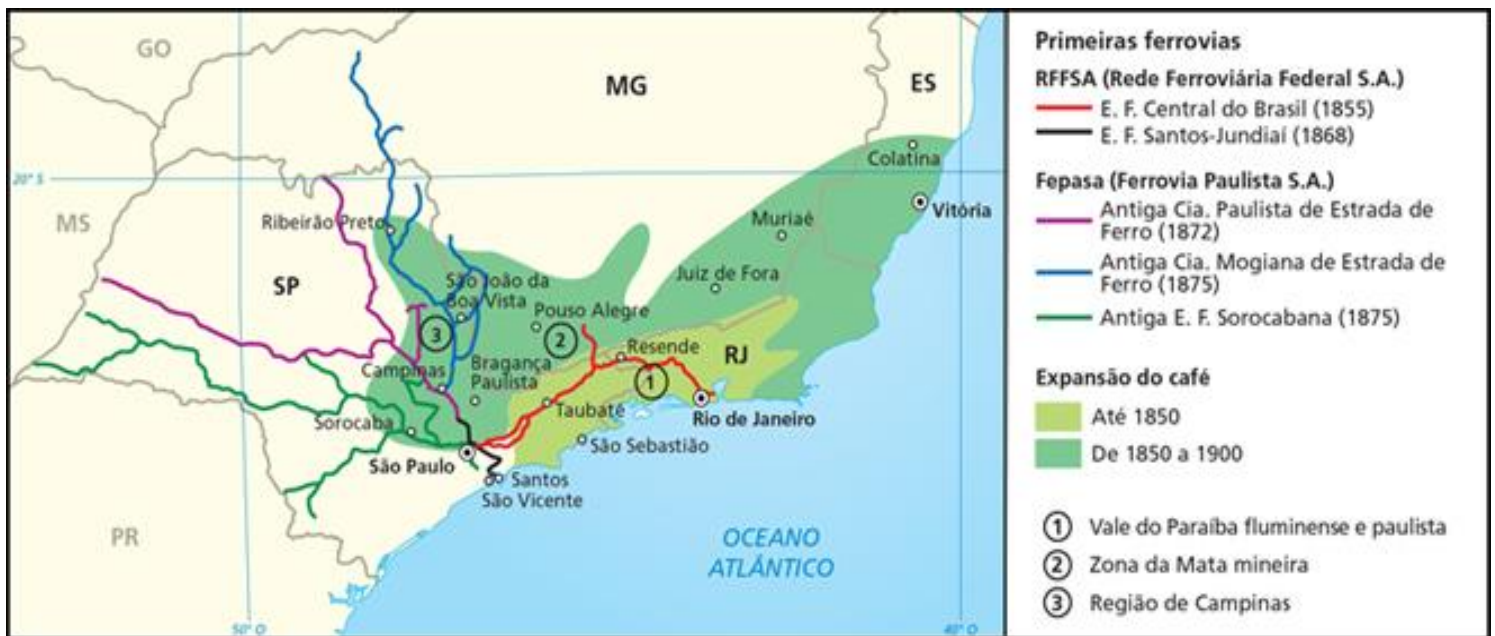 GO
MG
ES
Colatina
20° S
MS
Ribeirão Preto
Muriaé
Vitória
SP
São João da
Boa Vista
Juiz de Fora
Pouso Alegre
3
2
Resende
RJ
Campinas
Bragança
Paulista
1
Taubaté
Rio de Janeiro
Sorocaba
São Sebastião
São Paulo
Santos
São Vicente
PR
OCEANO
ATLÂNTICO
50° O
40° O
Primeiras ferrovias
RFFSA (Rede Ferroviária Federal S.A.)
E. F. Central do Brasil (1855)
E. F. Santos-Jundiaí (1868)
Fepasa (Ferrovia Paulista S.A.)
Antiga Cia. Paulista de Estrada de
Ferro (1872)
Antiga Cia. Mogiana de Estrada de
Ferro (1875)
Antiga E. F. Sorocabana (1875)
Expansão do café
Até 1850
De 1850 a 1900
1 Vale do Paraíba fluminense e paulista
2 Zona da Mata mineira
3 Região de Campinas